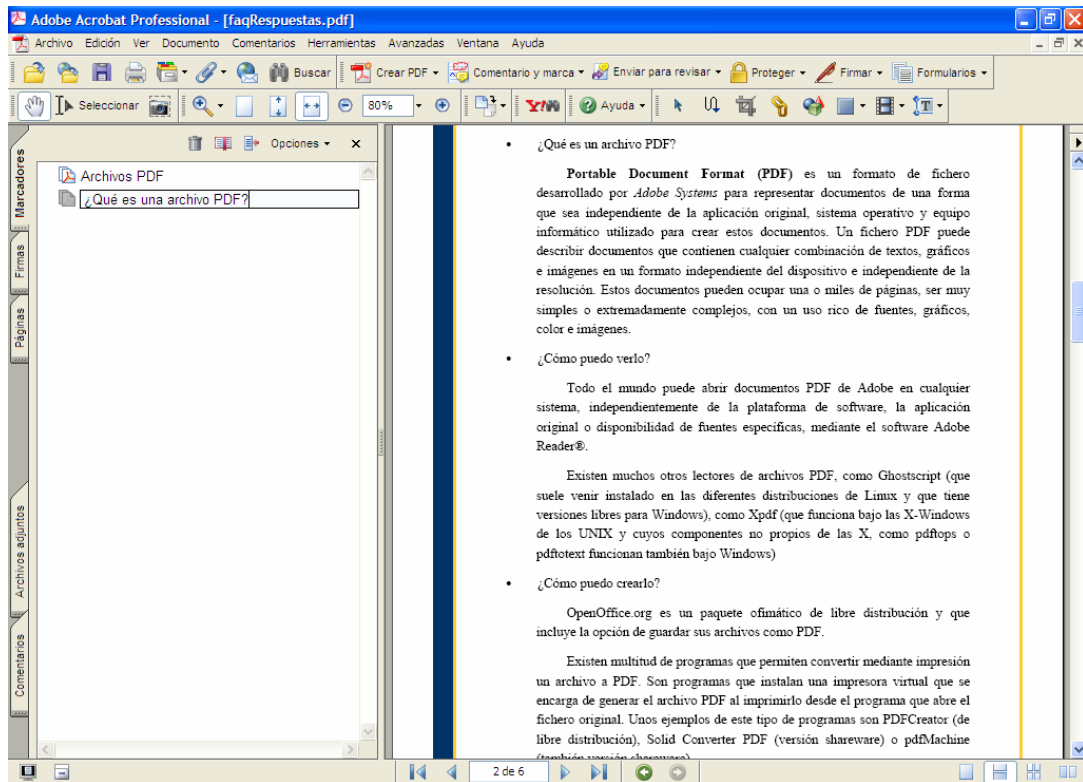 Adobe Acrobat Professional - [faqRespuestas.pdf]
Archivo Edición Ver Documento Comentarios Herramientas Avanzadas Ventana Ayuda
Buscar Crear PDF Comentario y marca Enviar para revisar Proteger Firmar Formularios
Seleccionar 80% Y! Ayuda T
Opciones
Marcadores
Firmas
Páginas
Archivos adjuntos
Comentarios
Archivos PDF
¿Qué es una archivo PDF?
• ¿Qué es un archivo PDF?
Portable Document Format (PDF) es un formato de fichero
desarrollado por Adobe Systems para representar documentos de una forma
que sea independiente de la aplicación original, sistema operativo y equipo
informático utilizado para crear estos documentos. Un fichero PDF puede
describir documentos que contienen cualquier combinación de textos, gráficos
e imágenes en un formato independiente del dispositivo e independiente de la
resolución. Estos documentos pueden ocupar una o miles de páginas, ser muy
simples o extremadamente complejos, con un uso rico de fuentes, gráficos,
color e imágenes.
• ¿Cómo puedo verlo?
Todo el mundo puede abrir documentos PDF de Adobe en cualquier
sistema, independientemente de la plataforma de software, la aplicación
original o disponibilidad de fuentes específicas, mediante el software Adobe
Reader®.
Existen muchos otros lectores de archivos PDF, como Ghostscript (que
suele venir instalado en las diferentes distribuciones de Linux y que tiene
versiones libres para Windows), como Xpdf (que funciona bajo las X-Windows
de los UNIX y cuyos componentes no propios de las X, como pdftops o
pdftotext funcionan también bajo Windows)
• ¿Cómo puedo crearlo?
OpenOffice.org es un paquete ofimático de libre distribución y que
incluye la opción de guardar sus archivos como PDF.
Existen multitud de programas que permiten convertir mediante impresión
un archivo a PDF. Son programas que instalan una impresora virtual que se
encarga de generar el archivo PDF al imprimirlo desde el programa que abre el
fichero original. Unos ejemplos de este tipo de programas son PDFCreator (de
libre distribución), Solid Converter PDF (versión shareware) o pdfMachine
(también versión shareware)
2 de 6